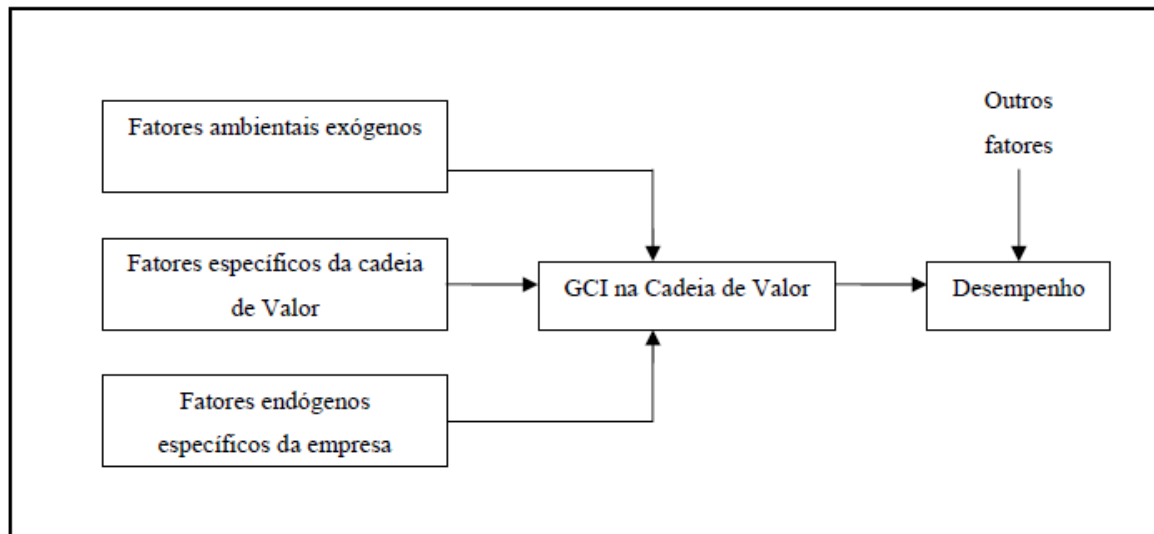 Fatores ambientais exógenos
Outros
fatores
Fatores específicos da cadeia
de Valor
GCI na Cadeia de Valor
Desempenho
Fatores endógenos
específicos da empresa